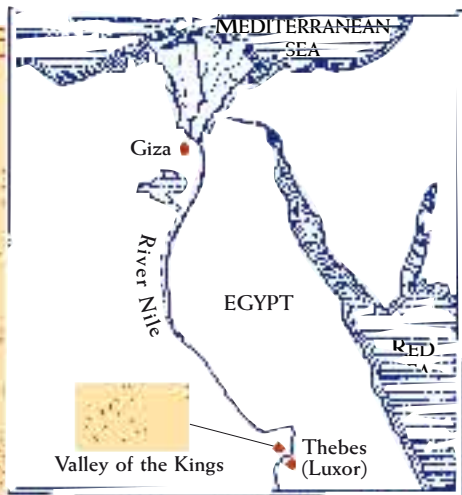 MEDITERRANEAN
SEA
Giza
River Nile
EGYPT
RED
Thebes
(Luxor)
Valley of the Kings